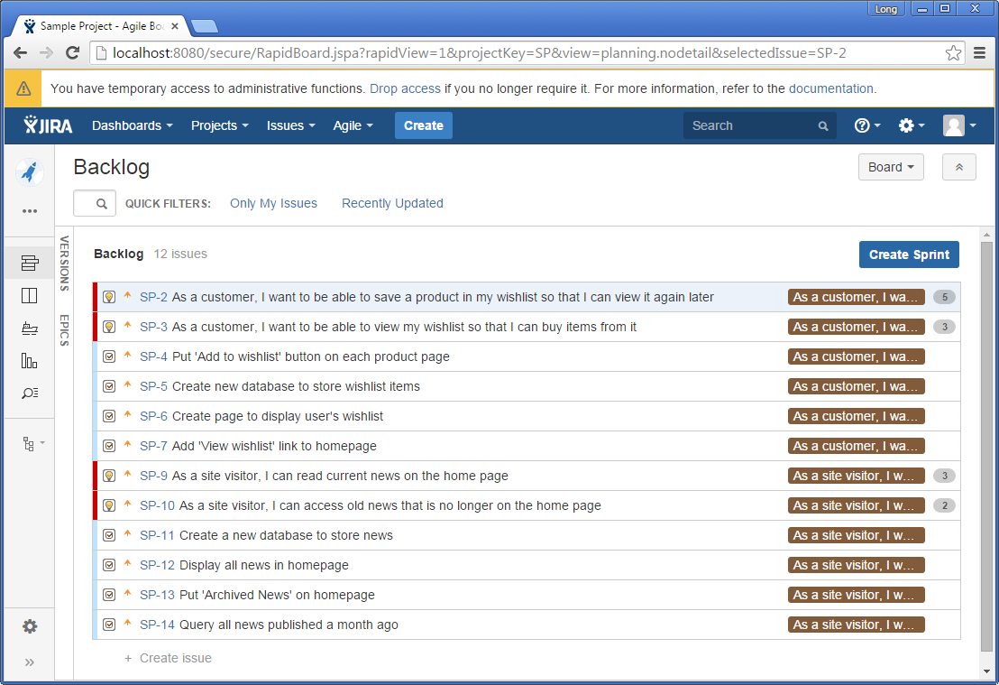 Long
Sample Project - Agile Boa
localhost:8080/secure/RapidBoard.jspa?rapidView=1&projectKey=SP&view=planning.nodetail&selectedIssue=SP-2
You have temporary access to administrative functions. Drop access if you no longer require it. For more information, refer to the documentation.
JIRA Dashboards Projects Issues Agile Create Search
Backlog Board
QUICK FILTERS: Only My Issues Recently Updated
VERSIONS
EPICS
Backlog 12 issues Create Sprint
SP-2 As a customer, I want to be able to save a product in my wishlist so that I can view it again later As a customer, I wa... 5
SP-3 As a customer, I want to be able to view my wishlist so that I can buy items from it As a customer, I wa... 3
SP-4 Put 'Add to wishlist' button on each product page As a customer, I wa...
SP-5 Create new database to store wishlist items As a customer, I wa...
SP-6 Create page to display user's wishlist As a customer, I wa...
SP-7 Add 'View wishlist' link to homepage As a customer, I wa...
SP-9 As a site visitor, I can read current news on the home page As a site visitor, I w... 3
SP-10 As a site visitor, I can access old news that is no longer on the home page As a site visitor, I w... 2
SP-11 Create a new database to store news As a site visitor, I w...
SP-12 Display all news in homepage As a site visitor, I w...
SP-13 Put 'Archived News' on homepage As a site visitor, I w...
SP-14 Query all news published a month ago As a site visitor, I w...
+ Create issue